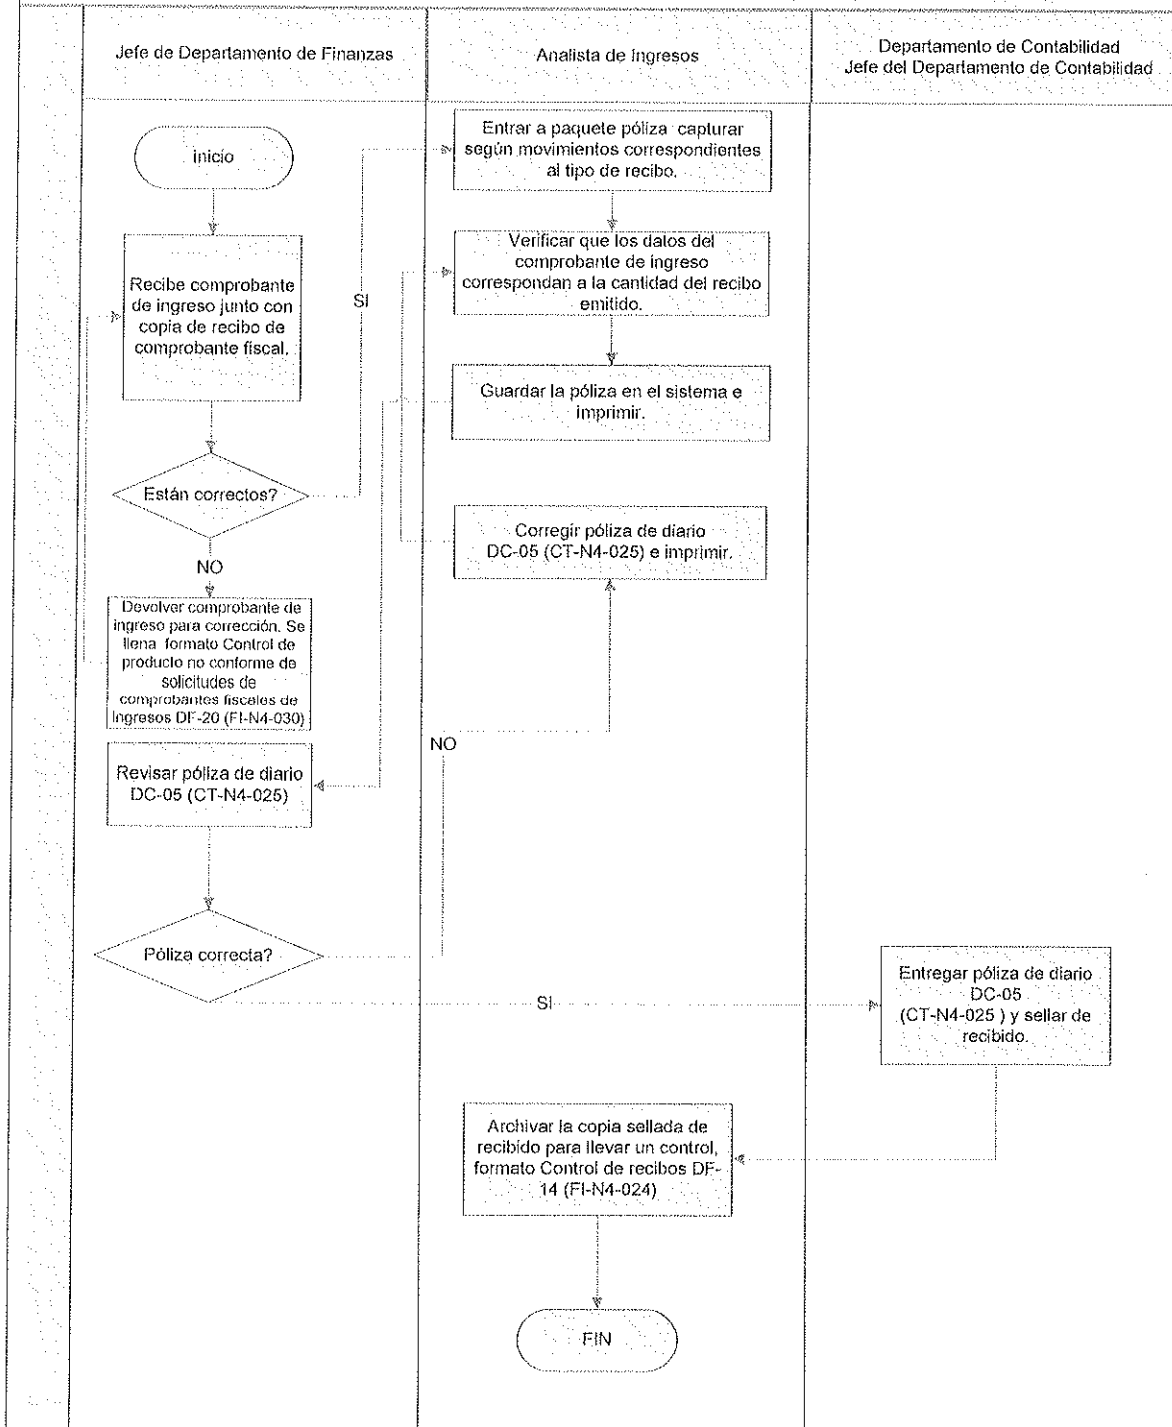 Jefe de Departamento de Finanzas
Analista de Ingresos
Departamento de Contabilidad
Jefe del Departamento de Contabilidad
inicio
Recibe comprobante
de ingreso junto con
copia de recibo de
comprobante fiscal.
Están correctos?
SI
NO
Devolver comprobante de
ingreso para corrección. Se
llena formato Control de
producto no conforme de
solicitudes de
comprobantes fiscales de
Ingresos DF-20 (FI-N4-030)
Entrar a paquete póliza capturar
según movimientos correspondientes
al tipo de recibo.
Verificar que los datos del
comprobante de ingreso
correspondan a la cantidad del recibo
emitido.
Guardar la póliza en el sistema e
imprimir.
Corregir póliza de diario
DC-05 (CT-N4-025) e imprimir.
Revisar póliza de diario
DC-05 (CT-N4-025)
NO
Póliza correcta?
SI
Entregar póliza de diario
DC-05
(CT-N4-025 ) y sellar de
recibido.
Archivar la copia sellada de
recibido para llevar un control,
formato Control de recibos DF-
14 (FI-N4-024)
FIN